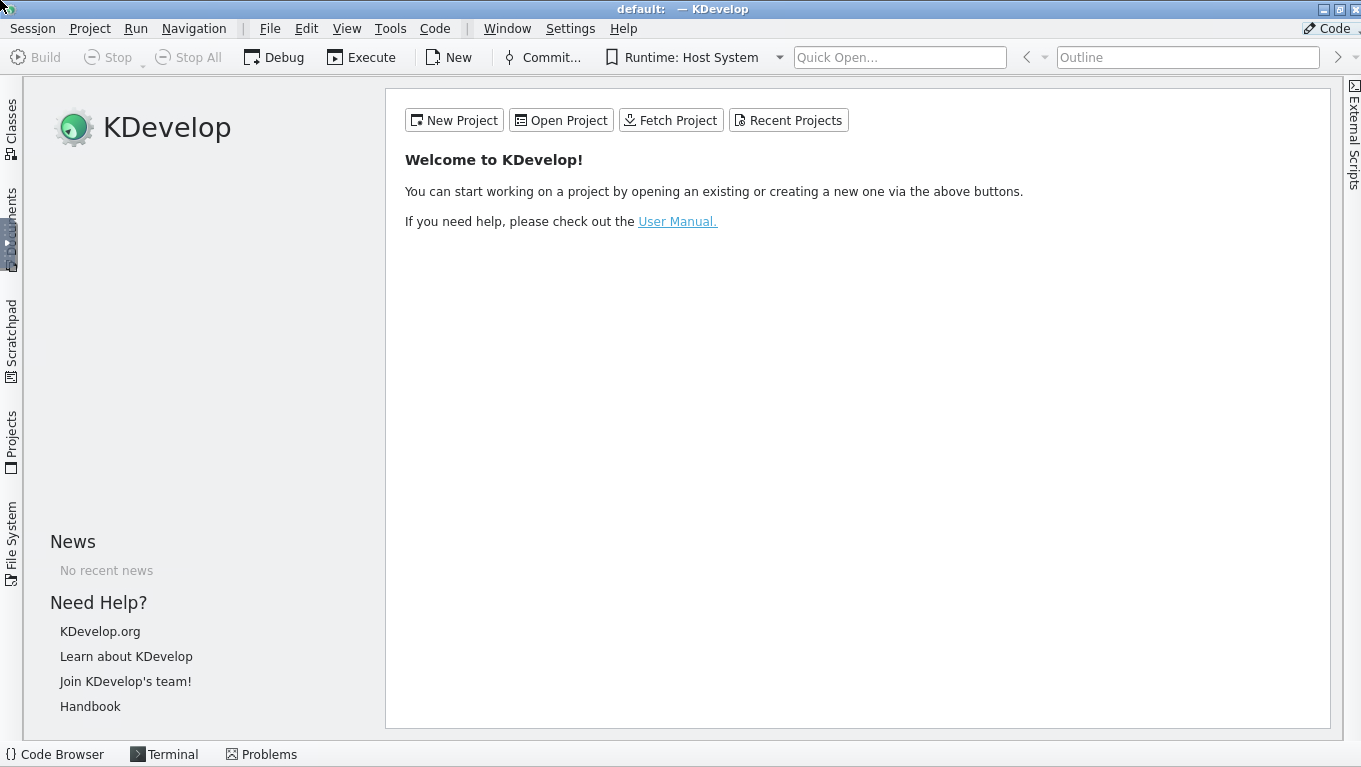 default:   — KDevelop
Session Project Run Navigation | File Edit View Tools Code | Window Settings Help Code
Build Stop Stop All Debug Execute New Commit... Runtime: Host System Quick Open... Outline
Classes
Documents
Scratchpad
Projects
File System
KDevelop
News
No recent news
Need Help?
KDevelop.org
Learn about KDevelop
Join KDevelop's team!
Handbook
New Project Open Project Fetch Project Recent Projects
Welcome to KDevelop!
You can start working on a project by opening an existing or creating a new one via the above buttons.
If you need help, please check out the User Manual.
External Scripts
{} Code Browser Terminal Problems